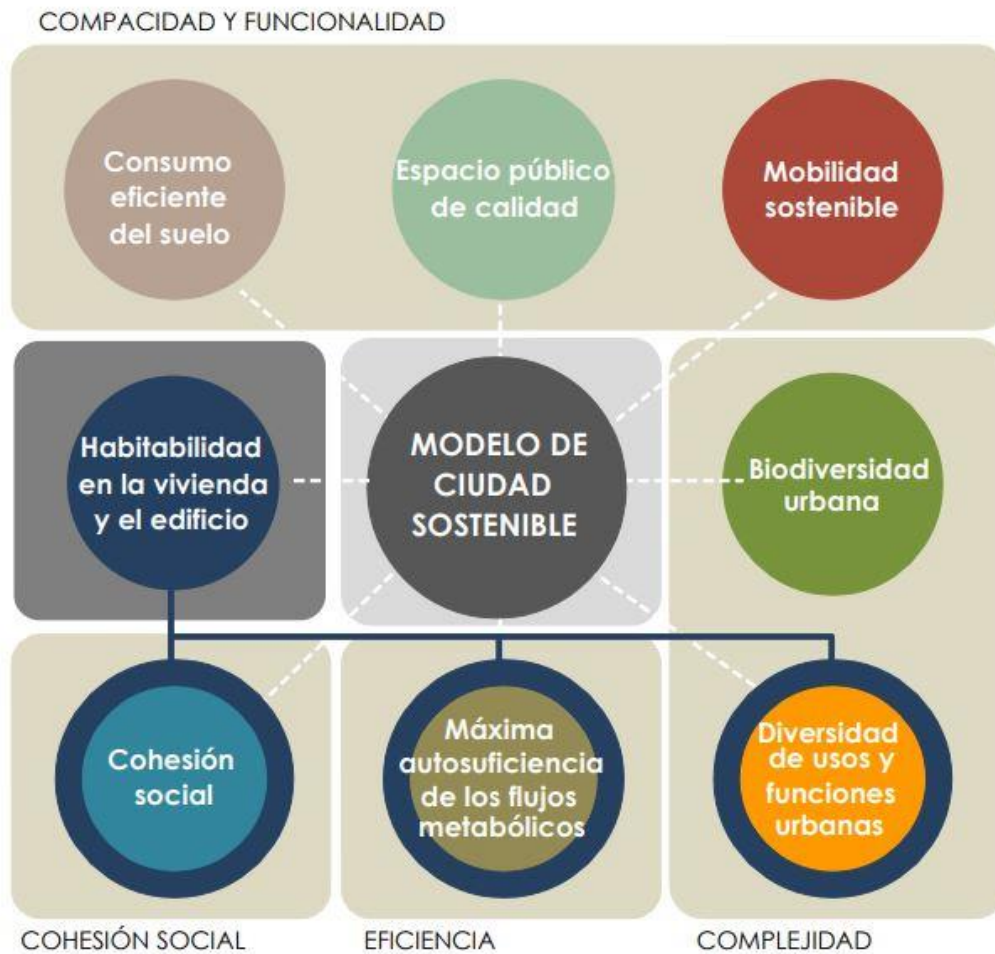 COMPACIDAD Y FUNCIONALIDAD
Consumo
eficiente
del suelo
Espacio público
de calidad
Mobilidad
sostenible
Habitabilidad
en la vivienda
y el edificio
MODELO DE
CIUDAD
SOSTENIBLE
Biodiversidad
urbana
Cohesión
social
Máxima
autosuficiencia
de los flujos
metabólicos
Diversidad
de usos y
funciones
urbanas
COHESIÓN SOCIAL
EFICIENCIA
COMPLEJIDAD